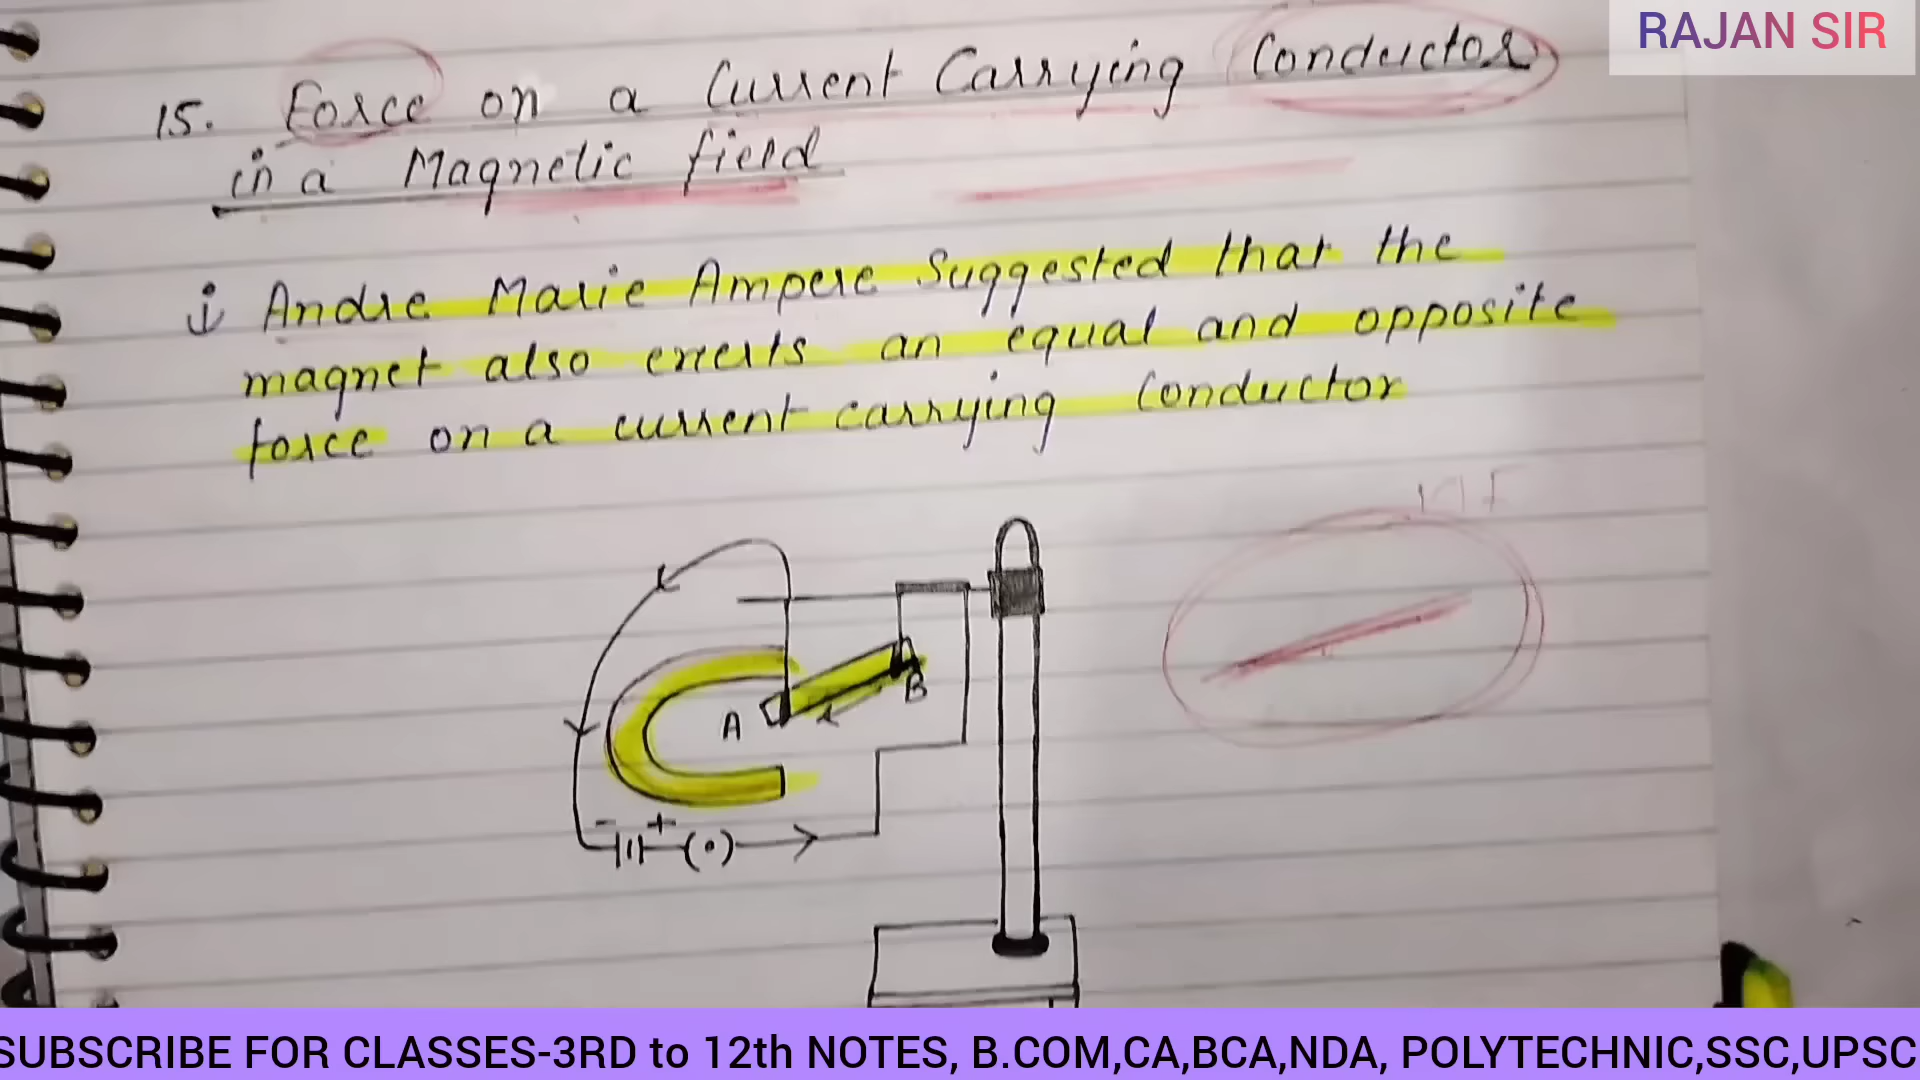 RAJAN SIR
15. Force on a Current Carrying Conductor
in a Magnetic field
i Andre Marie Ampere Suggested that the
magnet also exerts an equal and opposite
force on a current carrying Conductor
A
B
- +
(•)
SUBSCRIBE FOR CLASSES-3RD to 12th NOTES, B.COM,CA,BCA,NDA, POLYTECHNIC,SSC,UPSC